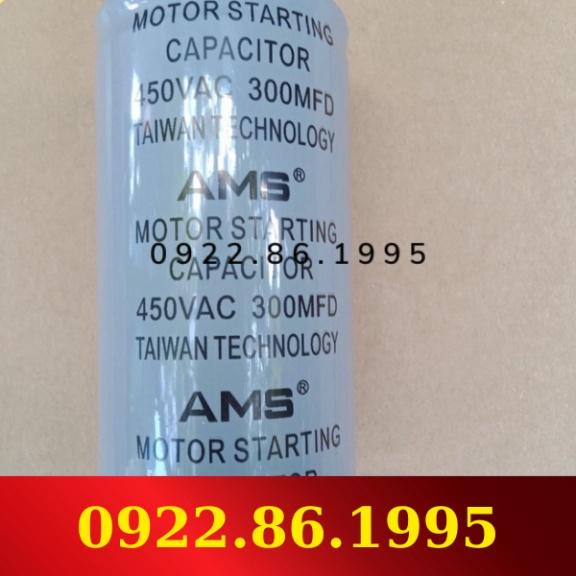 MOTOR STARTING
CAPACITOR
450VAC 300MFD
TAIWAN TECHNOLOGY
AMS®
MOTOR STARTING
0922.86.1995
CAPACITOR
450VAC 300MFD
TAIWAN TECHNOLOGY
AMS®
MOTOR STARTING
0922.86.1995